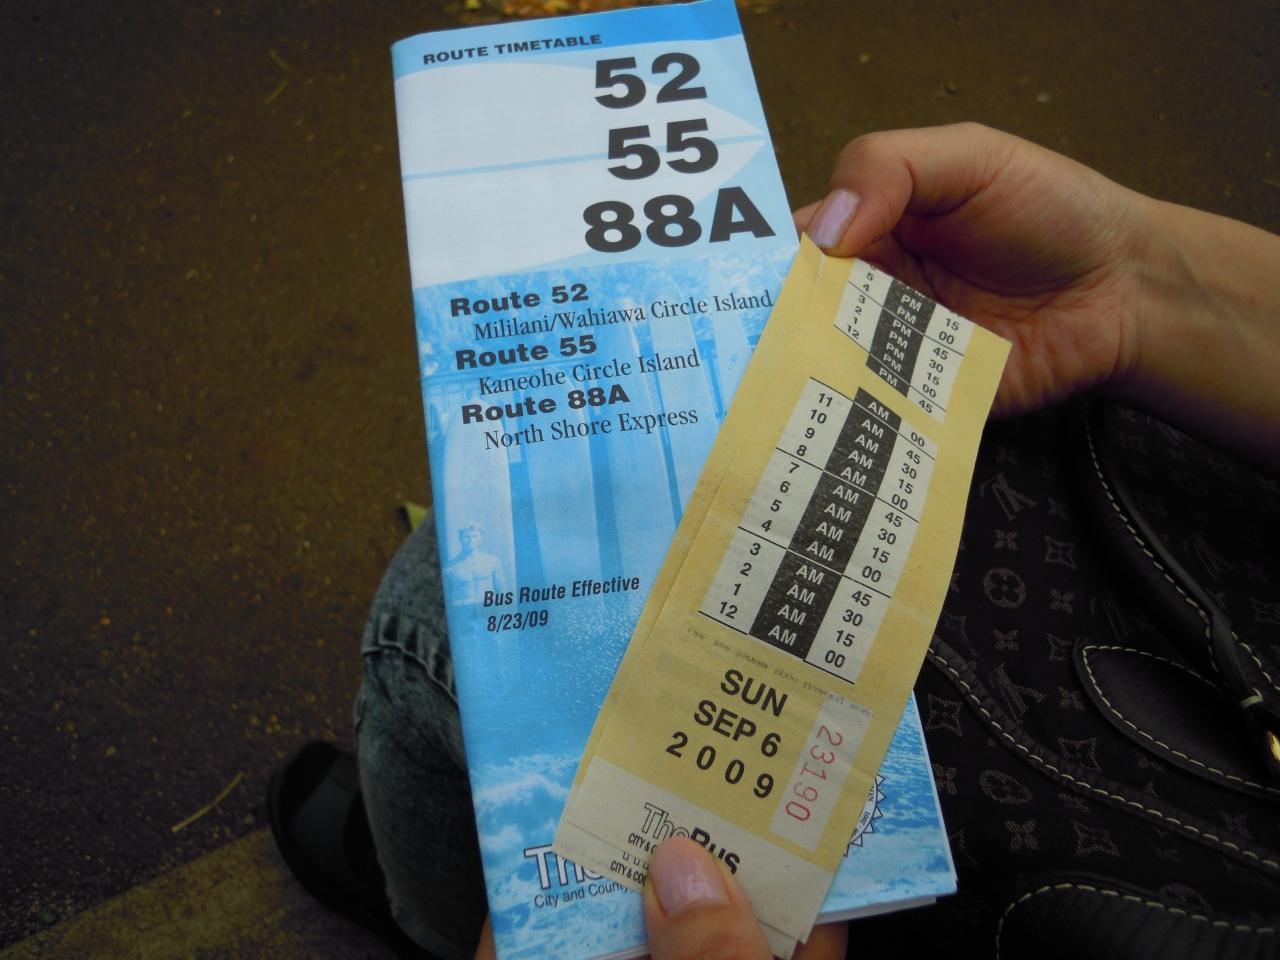 ROUTE TIMETABLE
52
55
88A
Route 52
Mililani/Wahiawa Circle Island
Route 55
Kaneohe Circle Island
Route 88A
North Shore Express
Bus Route Effective
8/23/09
City and County
5 PM 15
4 PM 00
3 PM 45
2 PM 30
1 PM 15
12 PM 00
45
11 AM 00
10 AM 45
9 AM 30
8 AM 15
7 AM 00
6 AM 45
5 AM 30
4 AM 15
3 AM 00
2 AM 45
1 AM 30
12 AM 15
00
SUN
SEP 6
2009
23190
TheBus
CITY &